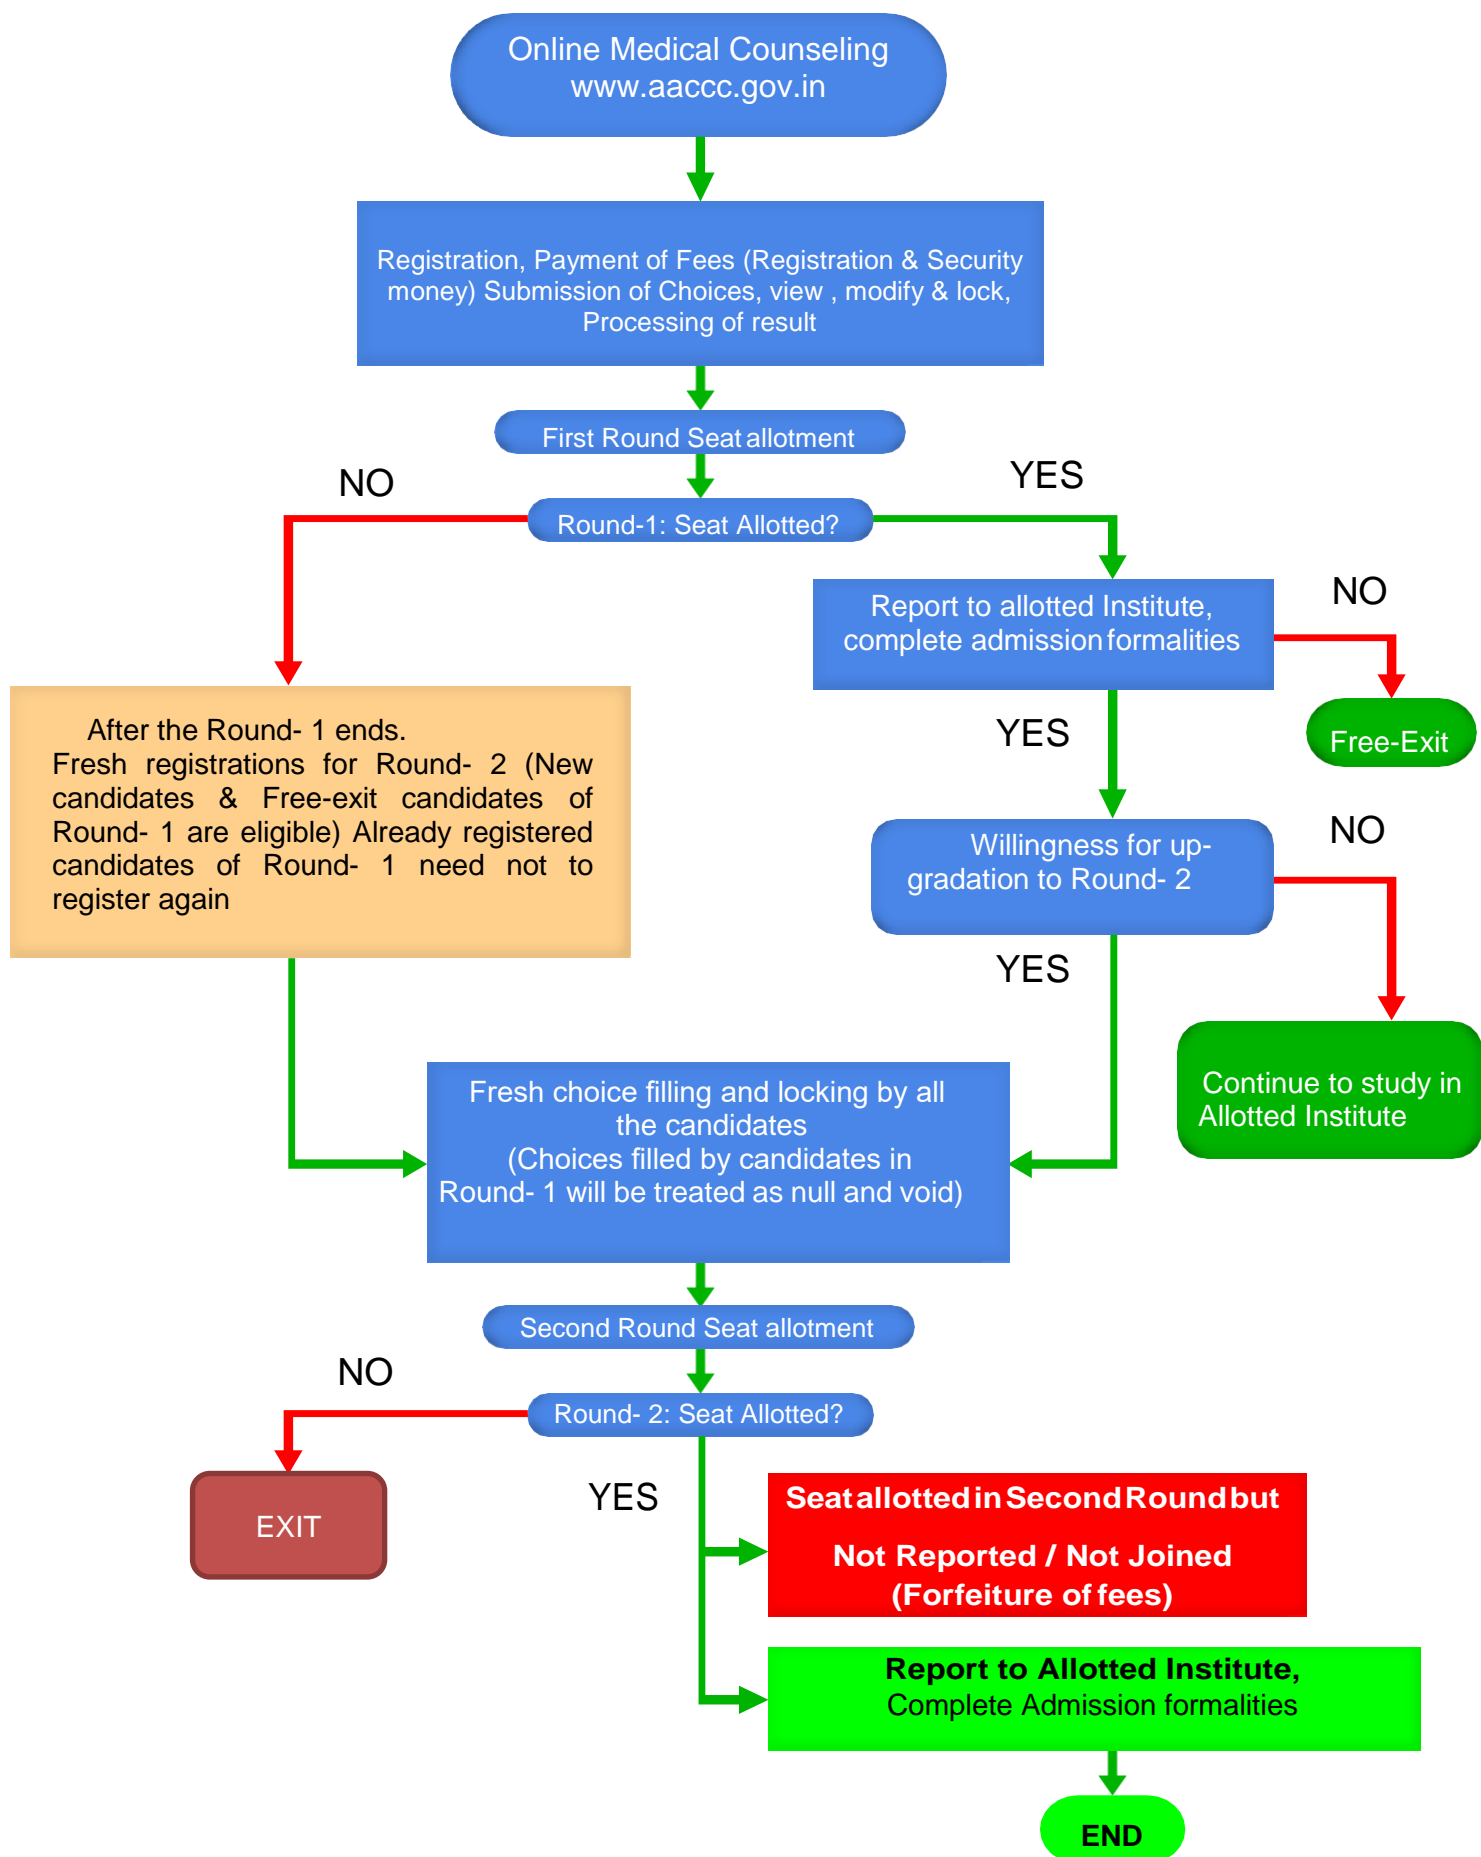 Online Medical Counseling
www.aaccc.gov.in
Registration, Payment of Fees (Registration & Security
money) Submission of Choices, view , modify & lock,
Processing of result
First Round Seat allotment
NO
YES
Round-1: Seat Allotted?
Report to allotted Institute,
complete admission formalities
NO
Free-Exit
YES
After the Round- 1 ends.
Fresh registrations for Round- 2 (New
candidates & Free-exit candidates of
Round- 1 are eligible) Already registered
candidates of Round- 1 need not to
register again
Willingness for up-
gradation to Round- 2
NO
YES
Continue to study in
Allotted Institute
Fresh choice filling and locking by all
the candidates
(Choices filled by candidates in
Round- 1 will be treated as null and void)
Second Round Seat allotment
NO
Round- 2: Seat Allotted?
EXIT
YES
Seat allotted in Second Round but
Not Reported / Not Joined
(Forfeiture of fees)
Report to Allotted Institute,
Complete Admission formalities
END